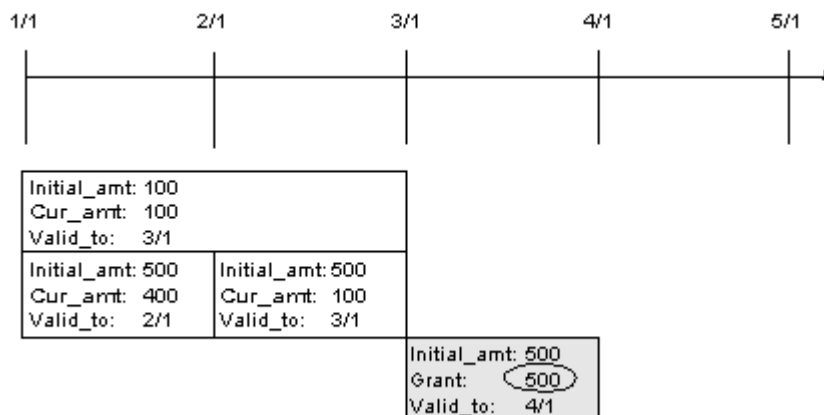 1/1 2/1 3/1 4/1 5/1
Initial_amt: 100
Cur_amt: 100
Valid_to: 3/1
Initial_amt: 500
Cur_amt: 400
Valid_to: 2/1
Initial_amt: 500
Cur_amt: 100
Valid_to: 3/1
Initial_amt: 500
Grant: 500
Valid_to: 4/1